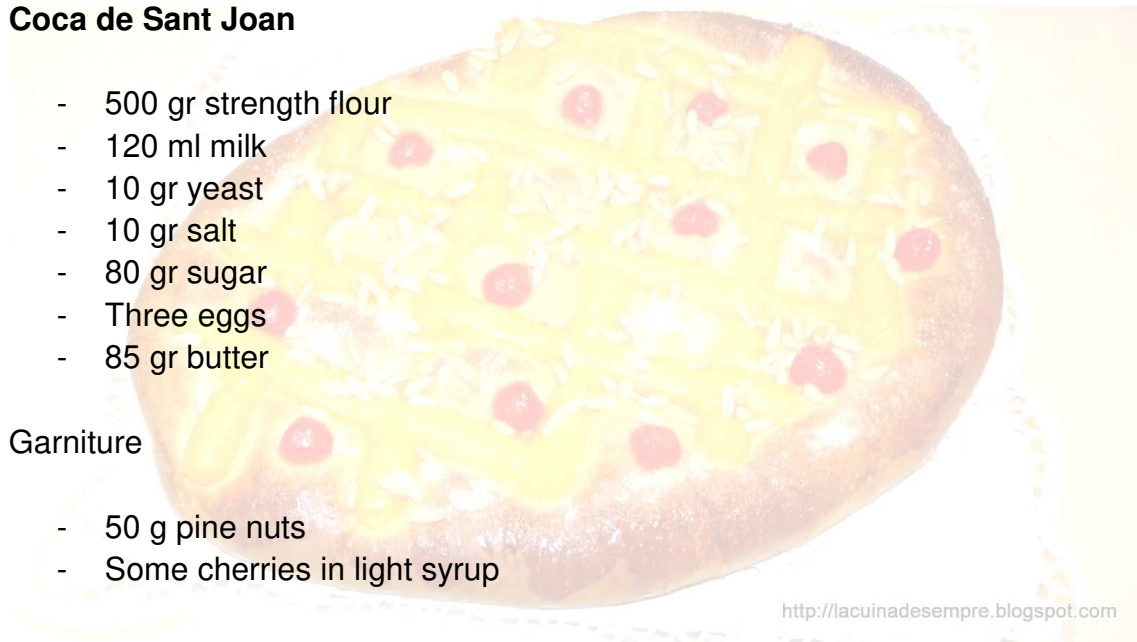 Coca de Sant Joan
- 500 gr strength flour
- 120 ml milk
- 10 gr yeast
- 10 gr salt
- 80 gr sugar
- Three eggs
- 85 gr butter
Garniture
- 50 g pine nuts
- Some cherries in light syrup
http://lacuinadesempre.blogspot.com